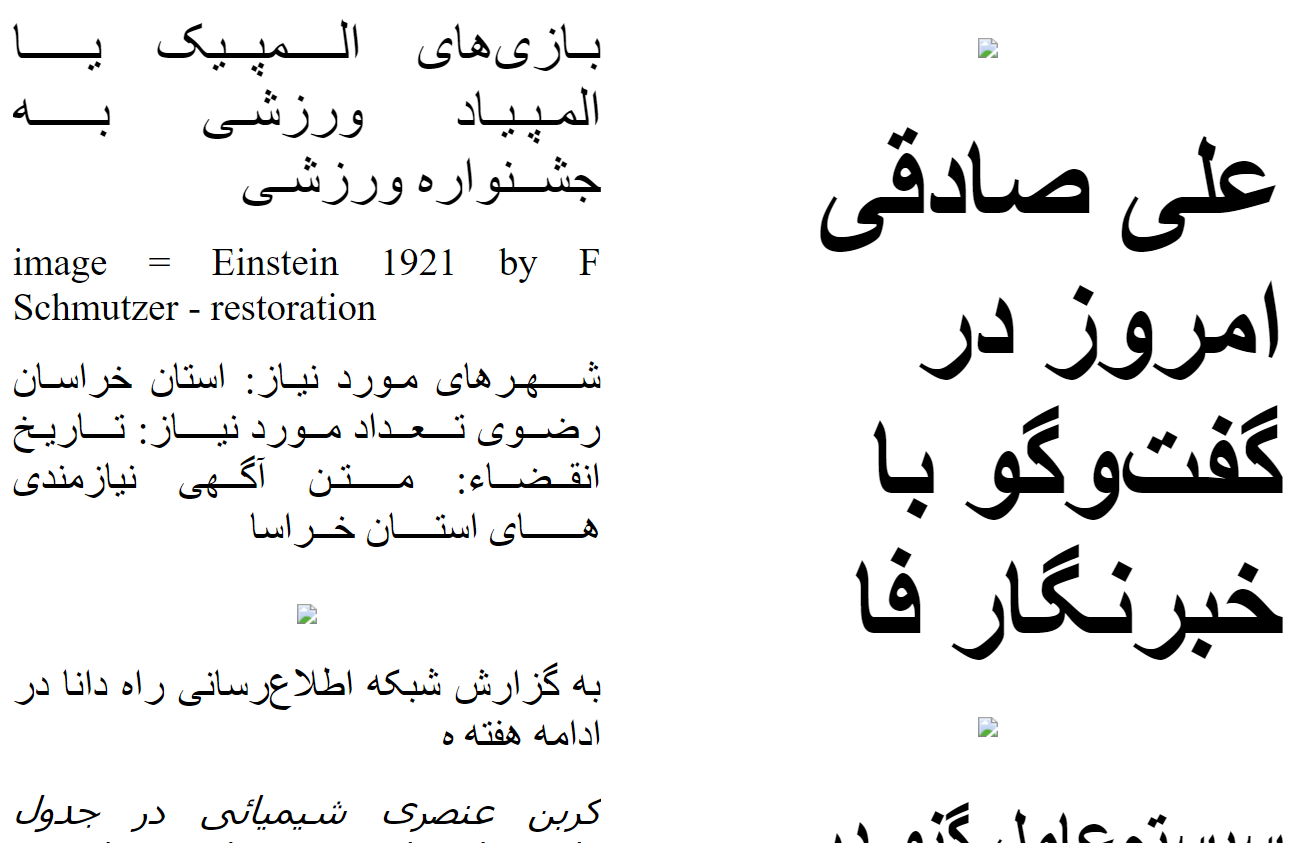 علی صادقی
امروز در
گفت‌وگو با
خبرنگار فا
بازی‌های المپیک یا
المپیاد ورزشی به
جشنواره ورزشی
image = Einstein 1921 by F
Schmutzer - restoration
شهرهای مورد نیاز: استان خراسان
رضوی تعداد مورد نیاز: تاریخ
انقضاء: متن آگهی نیازمندی
های استان خراسا
به گزارش شبکه اطلاع‌رسانی راه دانا در
ادامه هفته ه
کربن عنصری شیمیائی در جدول